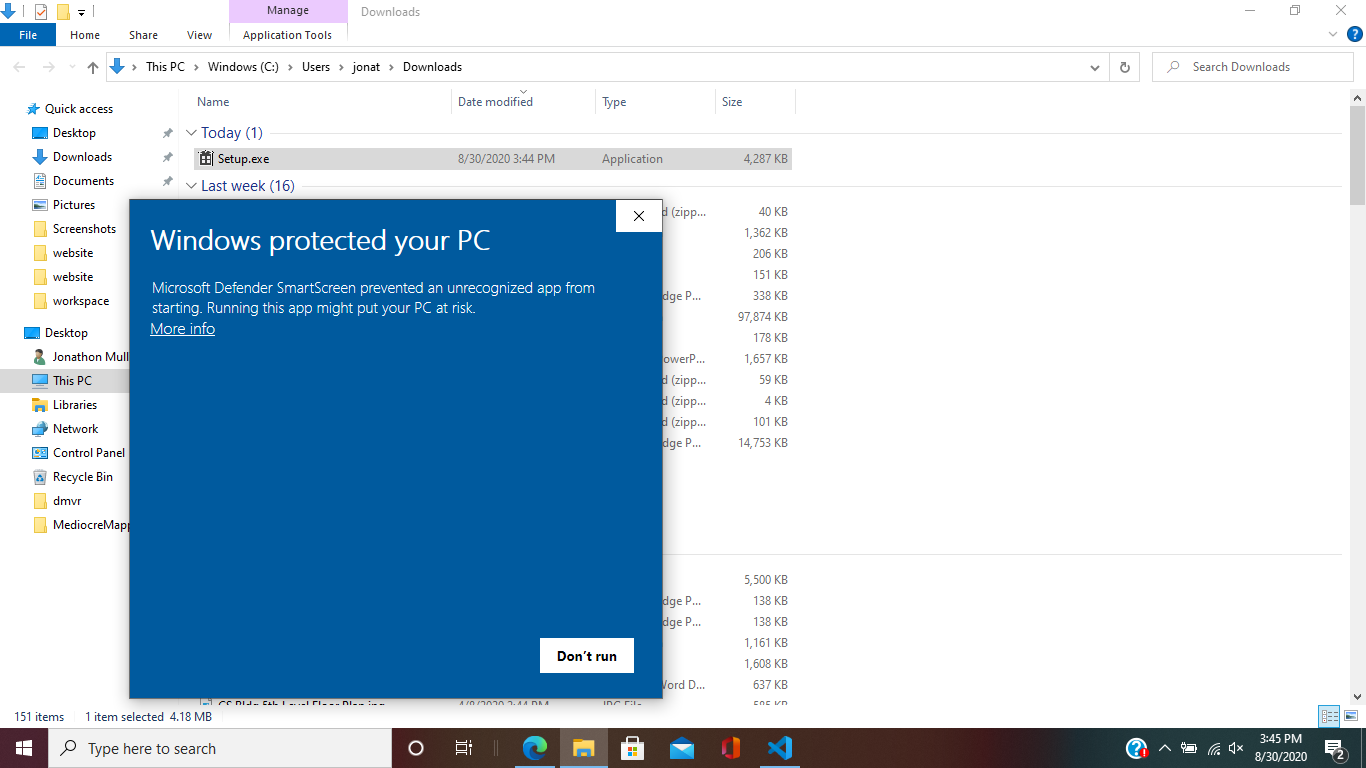 Manage
Downloads
File
Home
Share
View
Application Tools
This PC
Windows (C:)
Users
jonat
Downloads
Search Downloads
Name
Date modified
Type
Size
Quick access
Desktop
Downloads
Documents
Pictures
Screenshots
website
website
workspace
Desktop
Jonathon Mull
This PC
Libraries
Network
Control Panel
Recycle Bin
dmvr
MediocreMapp
Today (1)
Setup.exe 8/30/2020 3:44 PM Application 4,287 KB
Last week (16)
d (zipp... 40 KB
1,362 KB
206 KB
151 KB
dge P... 338 KB
97,874 KB
178 KB
owerP... 1,657 KB
d (zipp... 59 KB
d (zipp... 4 KB
d (zipp... 101 KB
dge P... 14,753 KB
5,500 KB
dge P... 138 KB
dge P... 138 KB
1,161 KB
1,608 KB
Word D... 637 KB
CS Bldg 5th Level Floor Plan.jpg 4/8/2020 3:44 PM JPG File 585 KB
Windows protected your PC
Microsoft Defender SmartScreen prevented an unrecognized app from
starting. Running this app might put your PC at risk.
More info
Don't run
151 items
1 item selected 4.18 MB
Type here to search
3:45 PM
8/30/2020
2